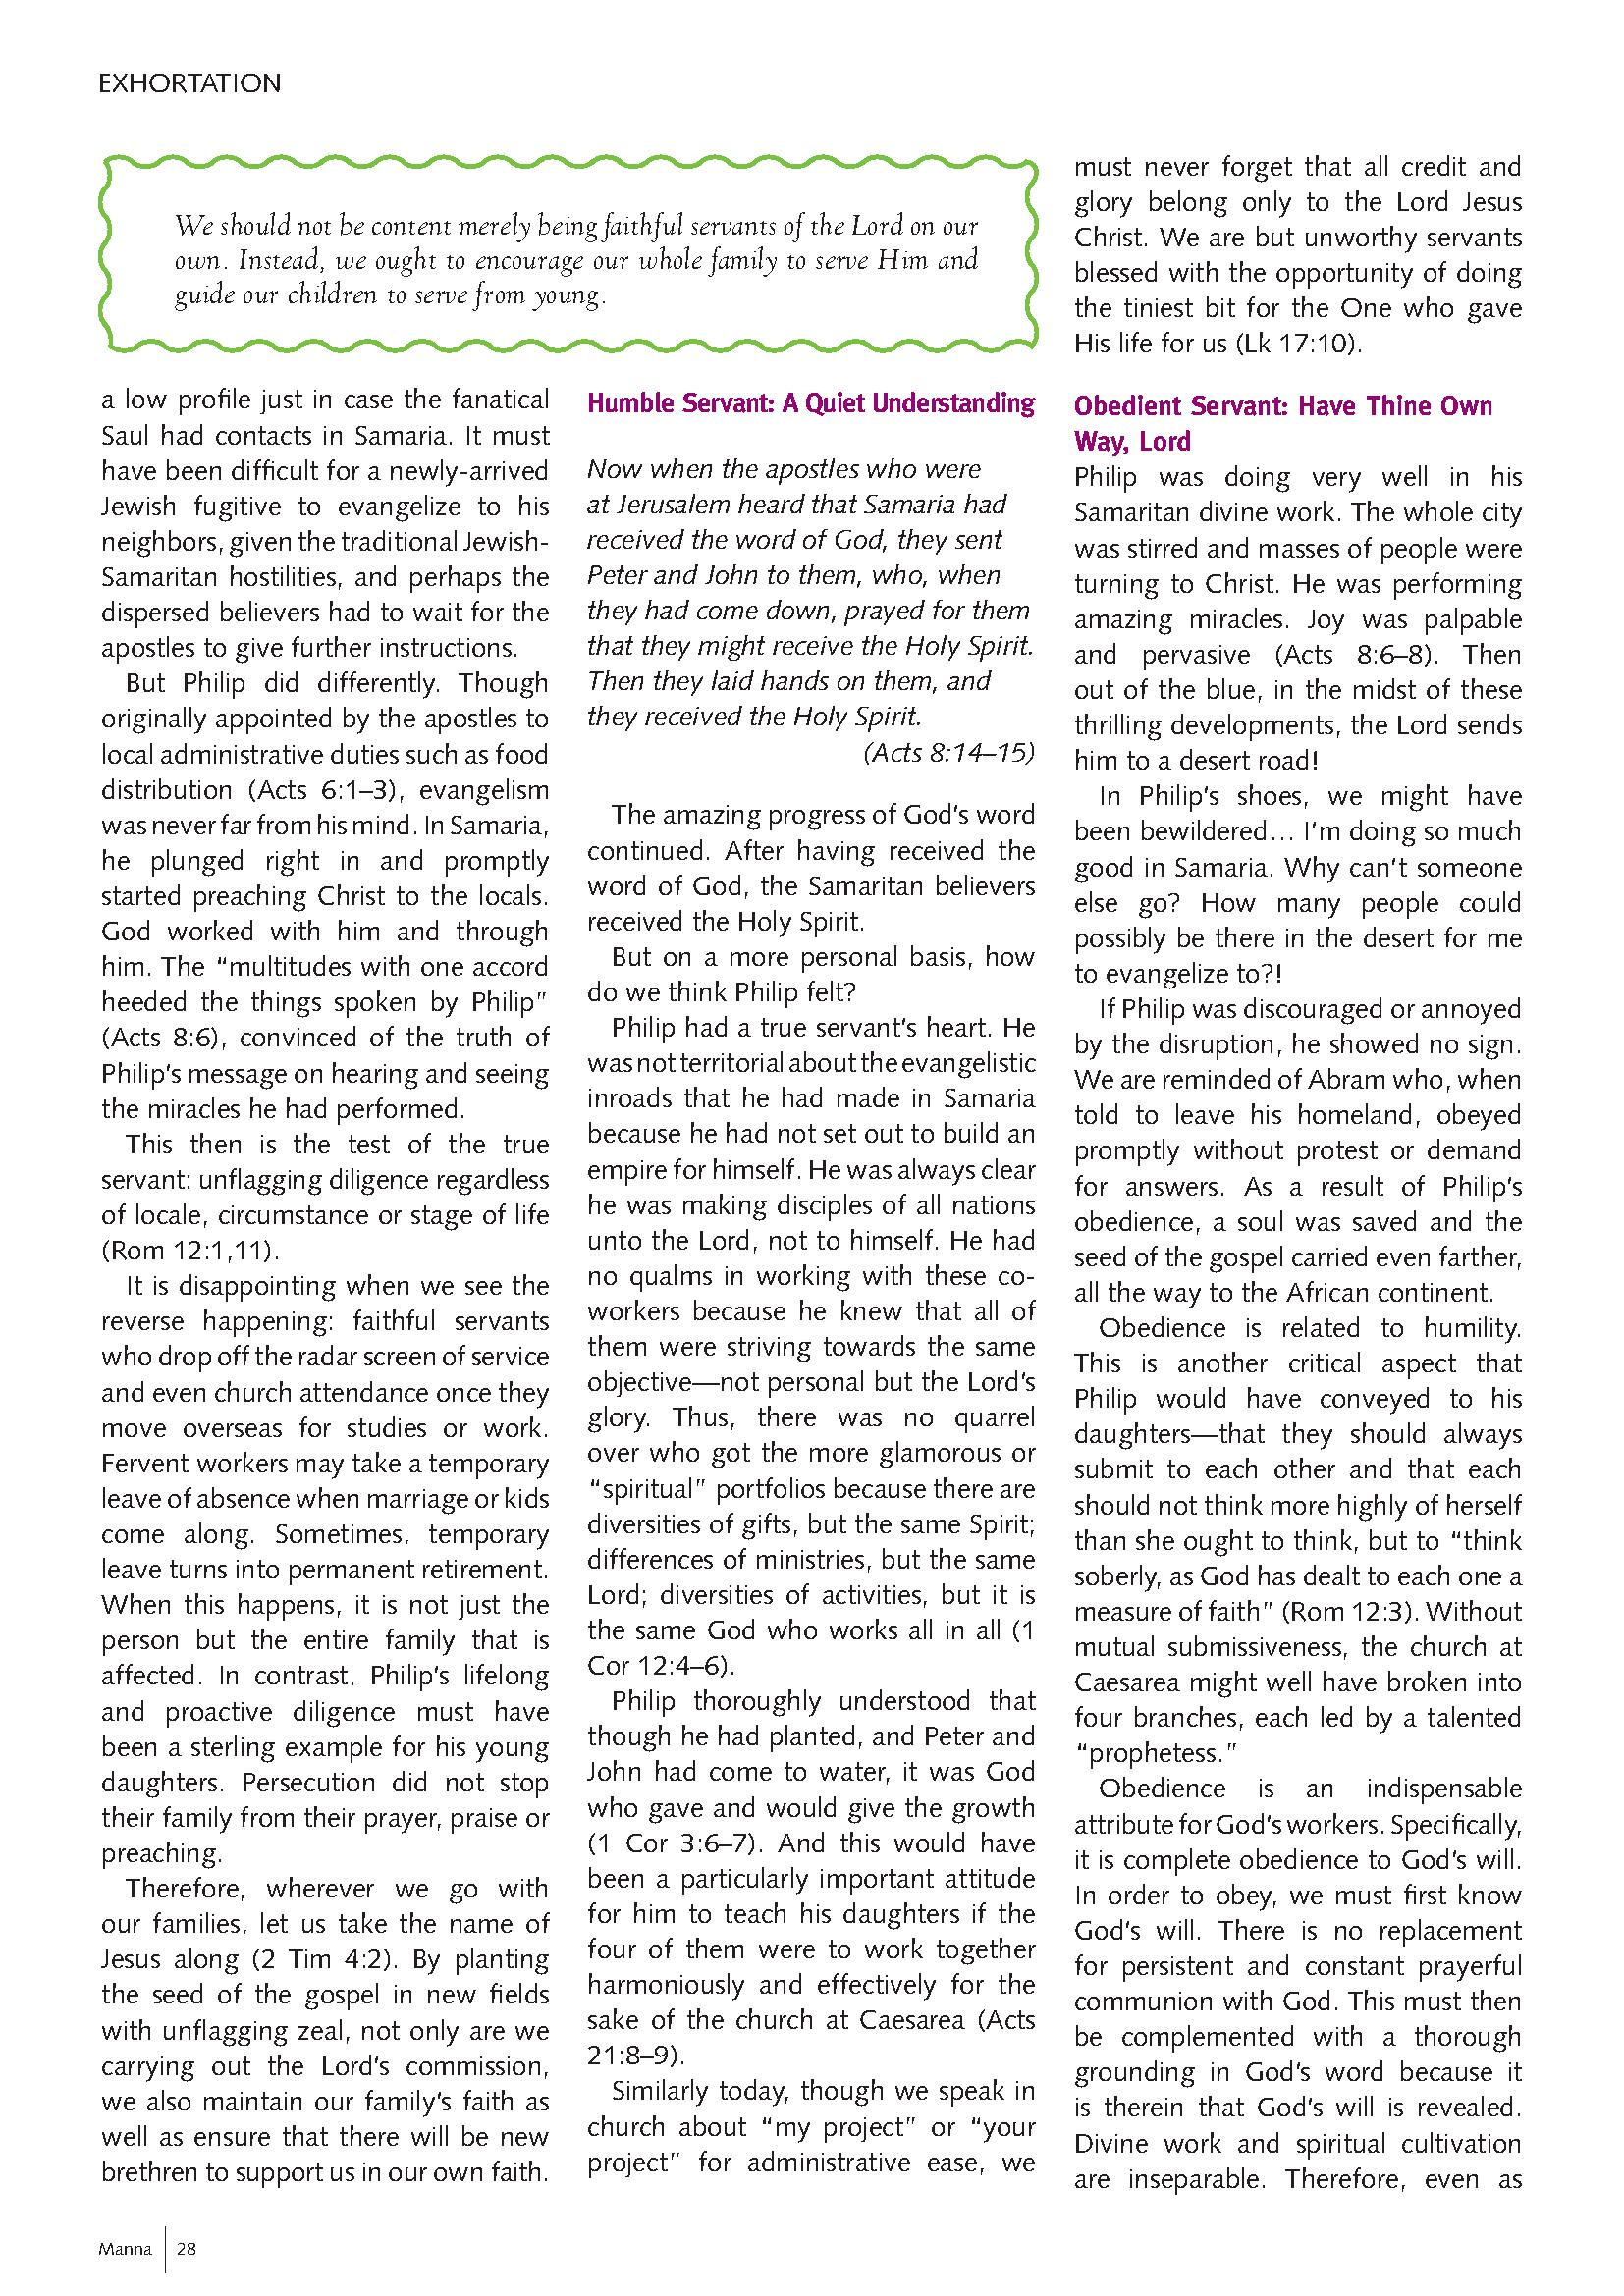 EXHORTATION
We should not be content merely being faithful servants of the Lord on our
own. Instead, we ought to encourage our whole family to serve Him and
guide our children to serve from young.
a low profile just in case the fanatical
Saul had contacts in Samaria. It must
have been difficult for a newly-arrived
Jewish fugitive to evangelize to his
neighbors, given the traditional Jewish-
Samaritan hostilities, and perhaps the
dispersed believers had to wait for the
apostles to give further instructions.
But Philip did differently. Though
originally appointed by the apostles to
local administrative duties such as food
distribution (Acts 6:1–3), evangelism
was never far from his mind. In Samaria,
he plunged right in and promptly
started preaching Christ to the locals.
God worked with him and through
him. The “multitudes with one accord
heeded the things spoken by Philip”
(Acts 8:6), convinced of the truth of
Philip’s message on hearing and seeing
the miracles he had performed.
This then is the test of the true
servant: unflagging diligence regardless
of locale, circumstance or stage of life
(Rom 12:1,11).
It is disappointing when we see the
reverse happening: faithful servants
who drop off the radar screen of service
and even church attendance once they
move overseas for studies or work.
Fervent workers may take a temporary
leave of absence when marriage or kids
come along. Sometimes, temporary
leave turns into permanent retirement.
When this happens, it is not just the
person but the entire family that is
affected. In contrast, Philip’s lifelong
and proactive diligence must have
been a sterling example for his young
daughters. Persecution did not stop
their family from their prayer, praise or
preaching.
Therefore, wherever we go with
our families, let us take the name of
Jesus along (2 Tim 4:2). By planting
the seed of the gospel in new fields
with unflagging zeal, not only are we
carrying out the Lord’s commission,
we also maintain our family’s faith as
well as ensure that there will be new
brethren to support us in our own faith.
Humble Servant: A Quiet Understanding
Now when the apostles who were
at Jerusalem heard that Samaria had
received the word of God, they sent
Peter and John to them, who, when
they had come down, prayed for them
that they might receive the Holy Spirit.
Then they laid hands on them, and
they received the Holy Spirit.
(Acts 8:14–15)
The amazing progress of God’s word
continued. After having received the
word of God, the Samaritan believers
received the Holy Spirit.
But on a more personal basis, how
do we think Philip felt?
Philip had a true servant’s heart. He
was not territorial about the evangelistic
inroads that he had made in Samaria
because he had not set out to build an
empire for himself. He was always clear
he was making disciples of all nations
unto the Lord, not to himself. He had
no qualms in working with these co-
workers because he knew that all of
them were striving towards the same
objective—not personal but the Lord’s
glory. Thus, there was no quarrel
over who got the more glamorous or
“spiritual” portfolios because there are
diversities of gifts, but the same Spirit;
differences of ministries, but the same
Lord; diversities of activities, but it is
the same God who works all in all (1
Cor 12:4–6).
Philip thoroughly understood that
though he had planted, and Peter and
John had come to water, it was God
who gave and would give the growth
(1 Cor 3:6–7). And this would have
been a particularly important attitude
for him to teach his daughters if the
four of them were to work together
harmoniously and effectively for the
sake of the church at Caesarea (Acts
21:8–9).
Similarly today, though we speak in
church about “my project” or “your
project” for administrative ease, we
must never forget that all credit and
glory belong only to the Lord Jesus
Christ. We are but unworthy servants
blessed with the opportunity of doing
the tiniest bit for the One who gave
His life for us (Lk 17:10).
Obedient Servant: Have Thine Own
Way, Lord
Philip was doing very well in his
Samaritan divine work. The whole city
was stirred and masses of people were
turning to Christ. He was performing
amazing miracles. Joy was palpable
and pervasive (Acts 8:6–8). Then
out of the blue, in the midst of these
thrilling developments, the Lord sends
him to a desert road!
In Philip’s shoes, we might have
been bewildered… I’m doing so much
good in Samaria. Why can’t someone
else go? How many people could
possibly be there in the desert for me
to evangelize to?!
If Philip was discouraged or annoyed
by the disruption, he showed no sign.
We are reminded of Abram who, when
told to leave his homeland, obeyed
promptly without protest or demand
for answers. As a result of Philip’s
obedience, a soul was saved and the
seed of the gospel carried even farther,
all the way to the African continent.
Obedience is related to humility.
This is another critical aspect that
Philip would have conveyed to his
daughters—that they should always
submit to each other and that each
should not think more highly of herself
than she ought to think, but to “think
soberly, as God has dealt to each one a
measure of faith” (Rom 12:3). Without
mutual submissiveness, the church at
Caesarea might well have broken into
four branches, each led by a talented
“prophetess.”
Obedience is an indispensable
attribute for God’s workers. Specifically,
it is complete obedience to God’s will.
In order to obey, we must first know
God’s will. There is no replacement
for persistent and constant prayerful
communion with God. This must then
be complemented with a thorough
grounding in God’s word because it
is therein that God’s will is revealed.
Divine work and spiritual cultivation
are inseparable. Therefore, even as
Manna 28